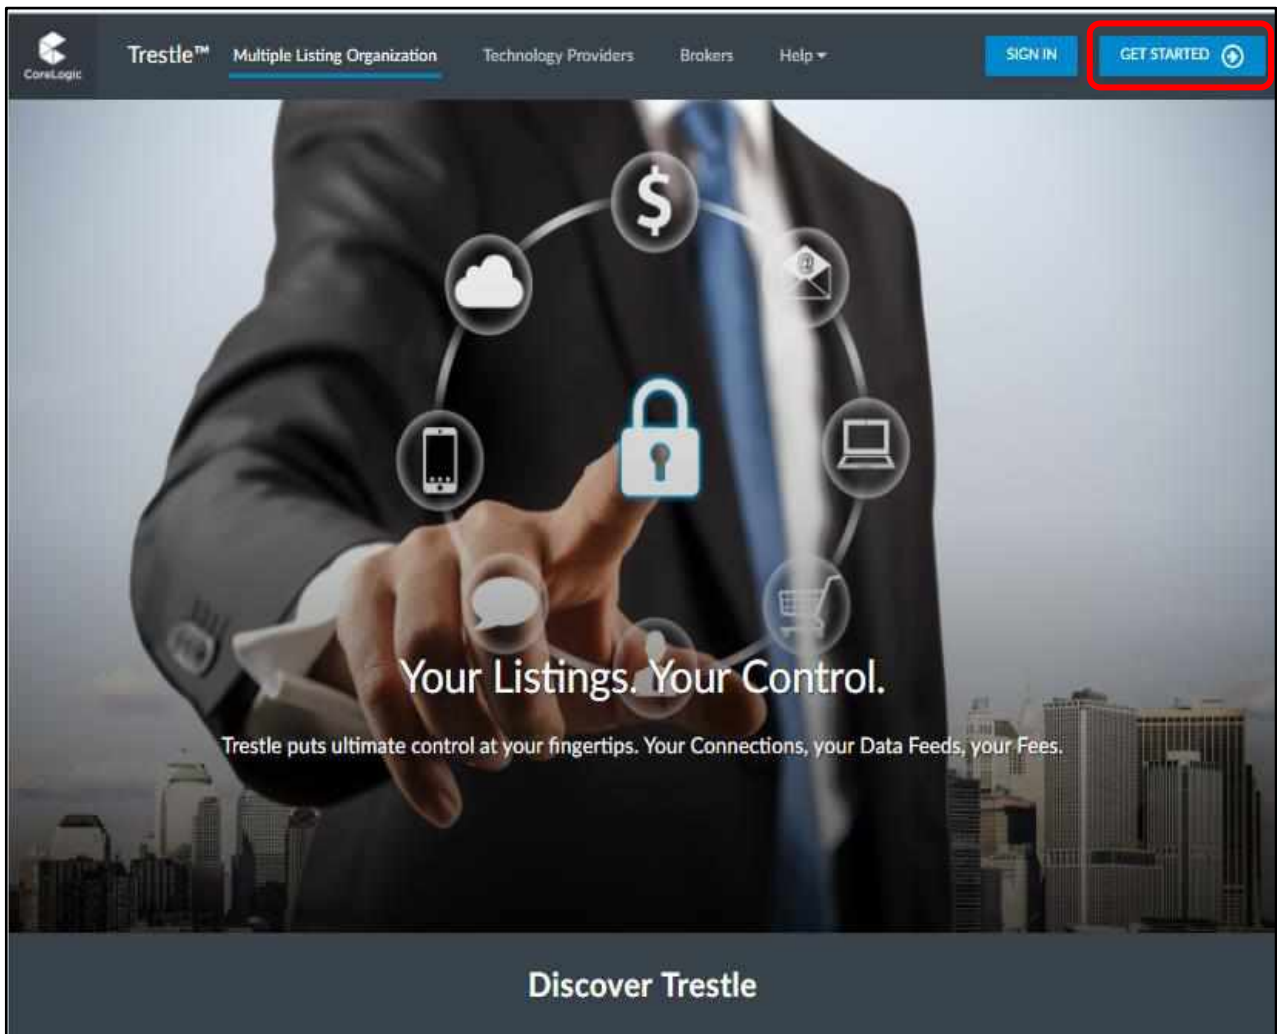 CoreLogic
Trestle™ Multiple Listing Organization Technology Providers Brokers Help SIGN IN GET STARTED
$
@
Your Listings. Your Control.
Trestle puts ultimate control at your fingertips. Your Connections, your Data Feeds, your Fees.
Discover Trestle